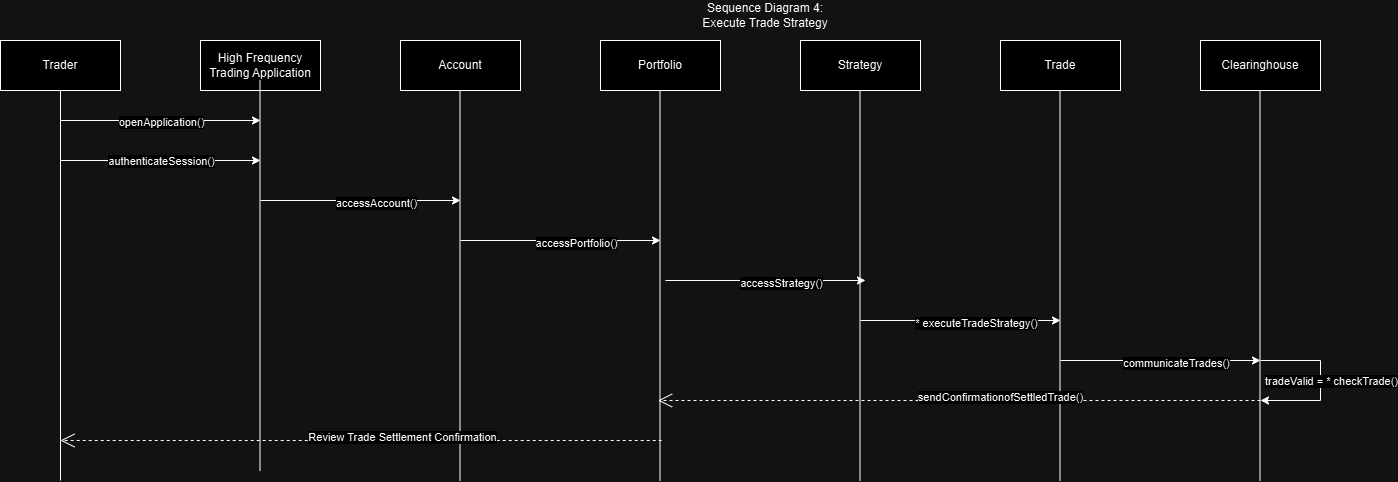 Sequence Diagram 4:
Execute Trade Strategy
Trader
High Frequency
Trading Application
Account
Portfolio
Strategy
Trade
Clearinghouse
openApplication()
authenticateSession()
accessAccount()
accessPortfolio()
accessStrategy()
* executeTradeStrategy()
communicateTrades()
tradeValid = * checkTrade()
sendConfirmationofSettledTrade()
Review Trade Settlement Confirmation